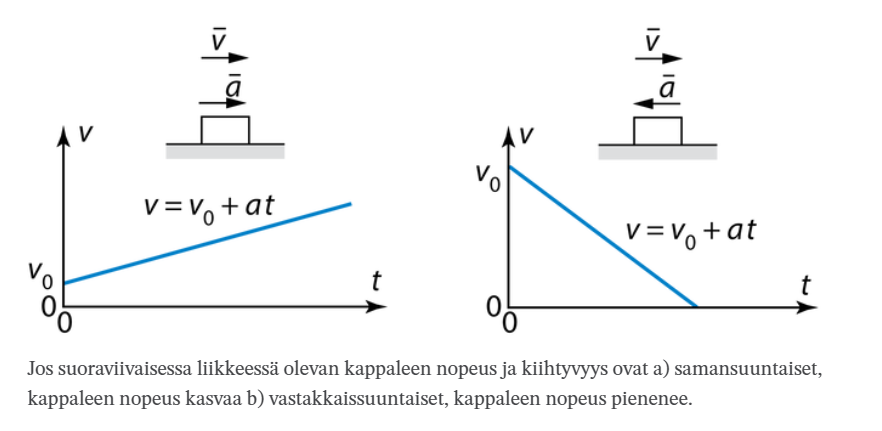 v̄
ā
v
v = v₀ + at
v₀
t
0
0
v̄
ā
v
v₀
v = v₀ + at
t
0
0
Jos suoraviivaisessa liikkeessä olevan kappaleen nopeus ja kiihtyvyys ovat a) samansuuntaiset,
kappaleen nopeus kasvaa b) vastakkaissuuntaiset, kappaleen nopeus pienenee.